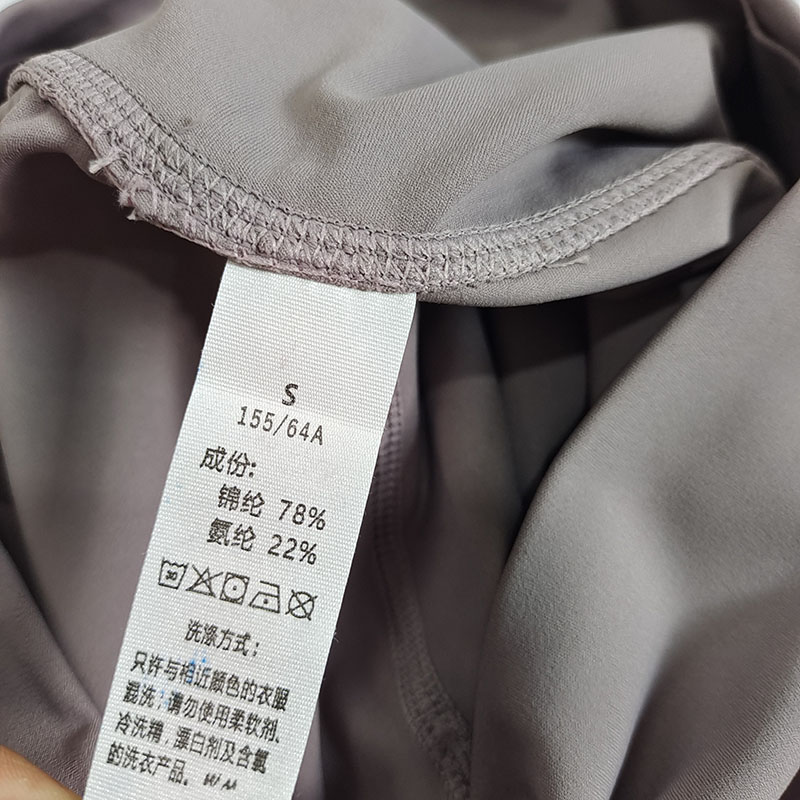 S
155/64A
成份:
锦纶 78%
氨纶 22%
30
洗涤方式:
只许与相近颜色的衣服
混洗;请勿使用柔软剂、
冷洗精,漂白剂及含氯
的洗衣产品。